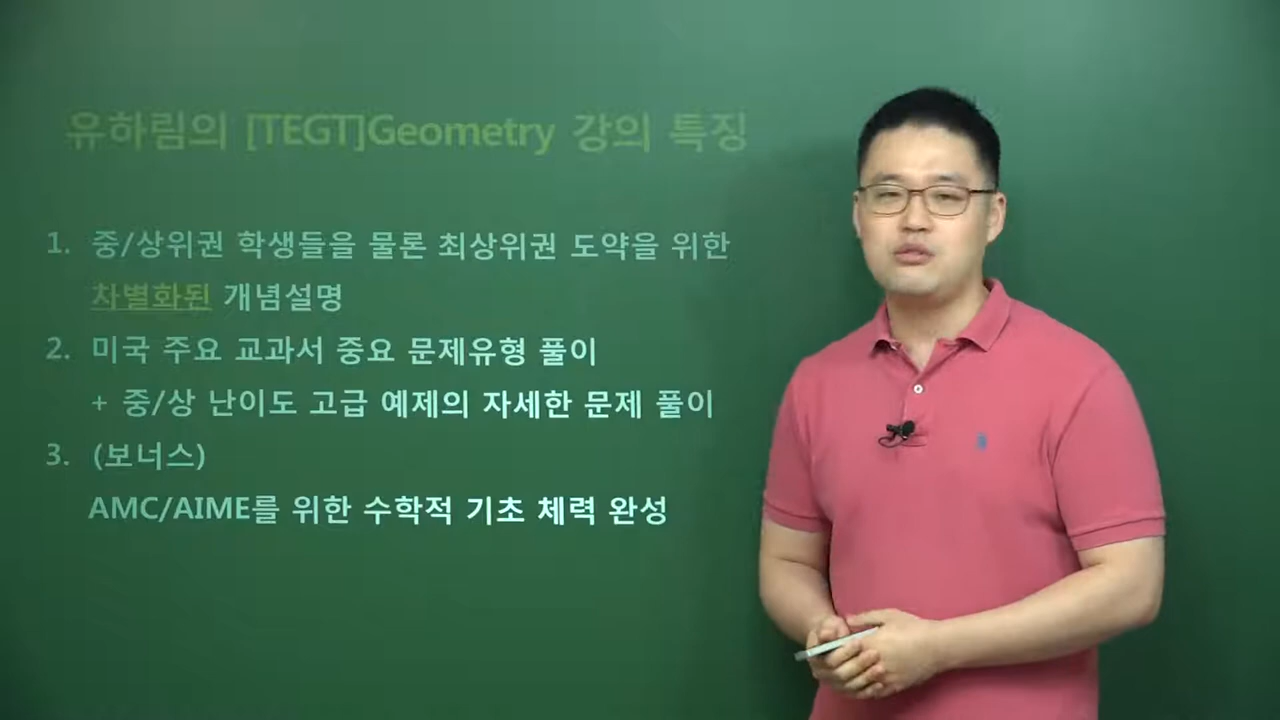 유하림의 [TEGT]Geometry 강의 특징
1. 중/상위권 학생들을 물론 최상위권 도약을 위한
차별화된 개념설명
2. 미국 주요 교과서 중요 문제유형 풀이
+ 중/상 난이도 고급 예제의 자세한 문제 풀이
3. (보너스)
AMC/AIME를 위한 수학적 기초 체력 완성